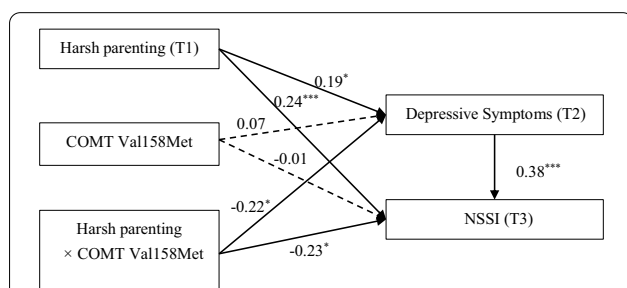 Harsh parenting (T1)
0.19*
0.24***
Depressive Symptoms (T2)
0.07
COMT Val158Met
-0.01
0.38***
-0.22*
NSSI (T3)
Harsh parenting
× COMT Val158Met
-0.23*